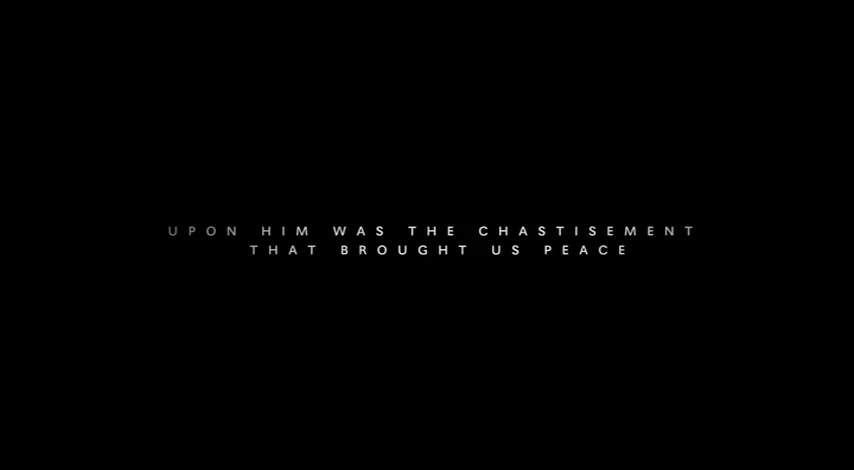 UPON HIM WAS THE CHASTISEMENT
THAT BROUGHT US PEACE